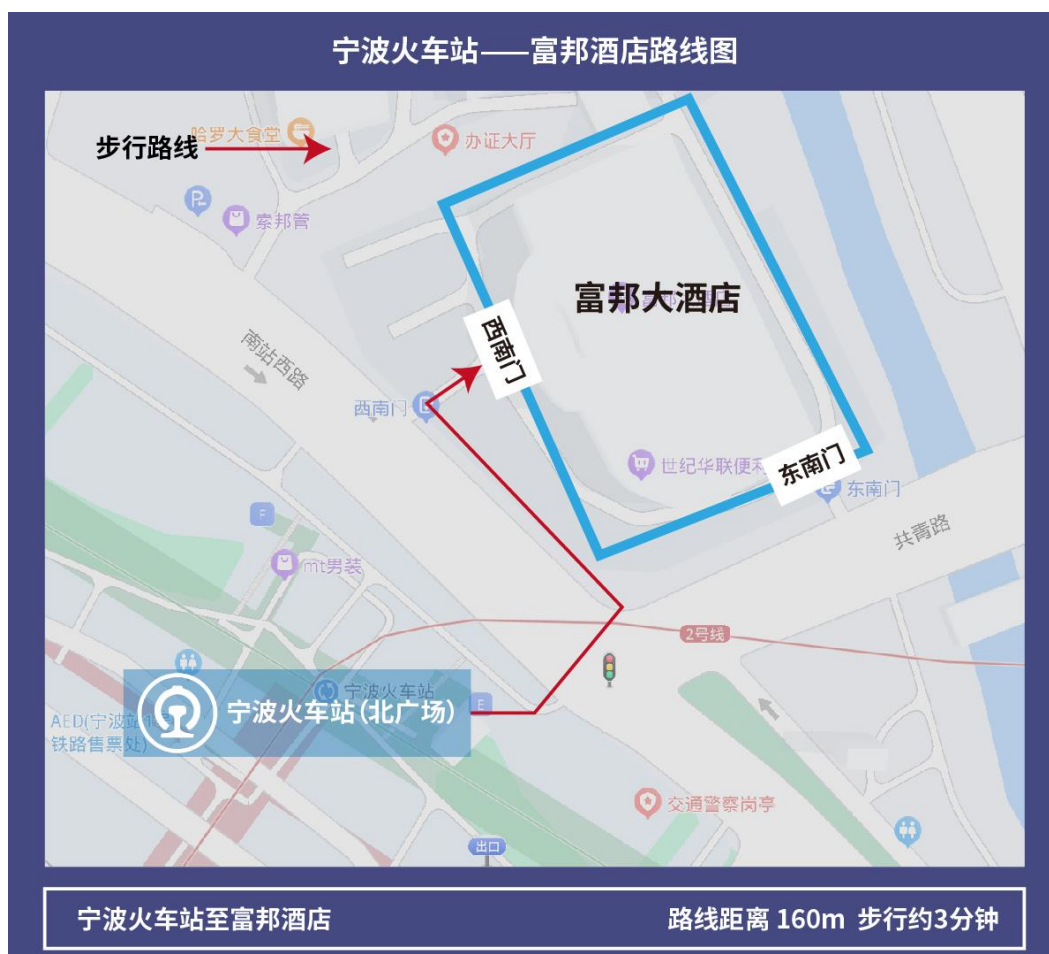 宁波火车站——富邦酒店路线图
步行路线
哈罗大食堂
办证大厅
P
索邦管
富邦大酒店
西南门
南站西路
西南门
世纪华联便利
东南门
东南门
共青路
F
mt男装
2号线
宁波火车站
宁波火车站(北广场)
E
AED(宁波站
铁路售票处)
交通警察岗亭
出口
宁波火车站至富邦酒店
路线距离 160m 步行约3分钟